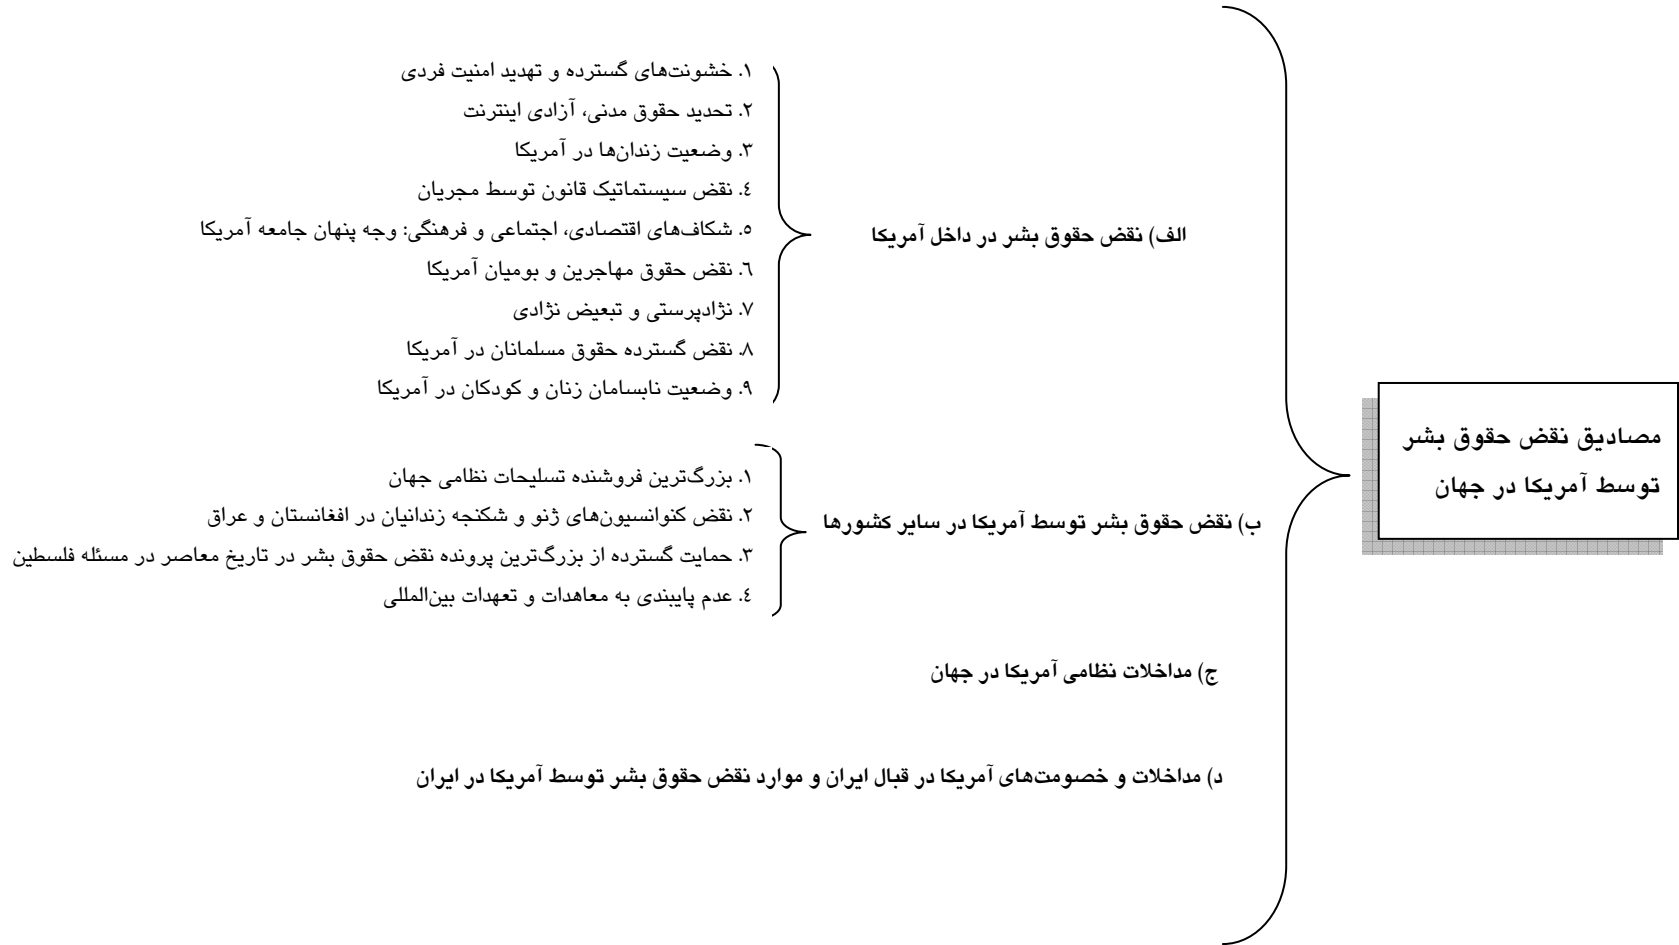 مصادیق نقض حقوق بشر
توسط آمریکا در جهان
الف) نقض حقوق بشر در داخل آمریکا
۱. خشونت‌های گسترده و تهدید امنیت فردی
۲. تحدید حقوق مدنی، آزادی اینترنت
۳. وضعیت زندان‌ها در آمریکا
٤. نقض سیستماتیک قانون توسط مجریان
٥. شکاف‌های اقتصادی، اجتماعی و فرهنگی: وجه پنهان جامعه آمریکا
٦. نقض حقوق مهاجرین و بومیان آمریکا
۷. نژادپرستی و تبعیض نژادی
۸. نقض گسترده حقوق مسلمانان در آمریکا
۹. وضعیت نابسامان زنان و کودکان در آمریکا
ب) نقض حقوق بشر توسط آمریکا در سایر کشورها
۱. بزرگ‌ترین فروشنده تسلیحات نظامی جهان
۲. نقض کنوانسیون‌های ژنو و شکنجه زندانیان در افغانستان و عراق
۳. حمایت گسترده از بزرگ‌ترین پرونده نقض حقوق بشر در تاریخ معاصر در مسئله فلسطین
٤. عدم پایبندی به معاهدات و تعهدات بین‌المللی
ج) مداخلات نظامی آمریکا در جهان
د) مداخلات و خصومت‌های آمریکا در قبال ایران و موارد نقض حقوق بشر توسط آمریکا در ایران